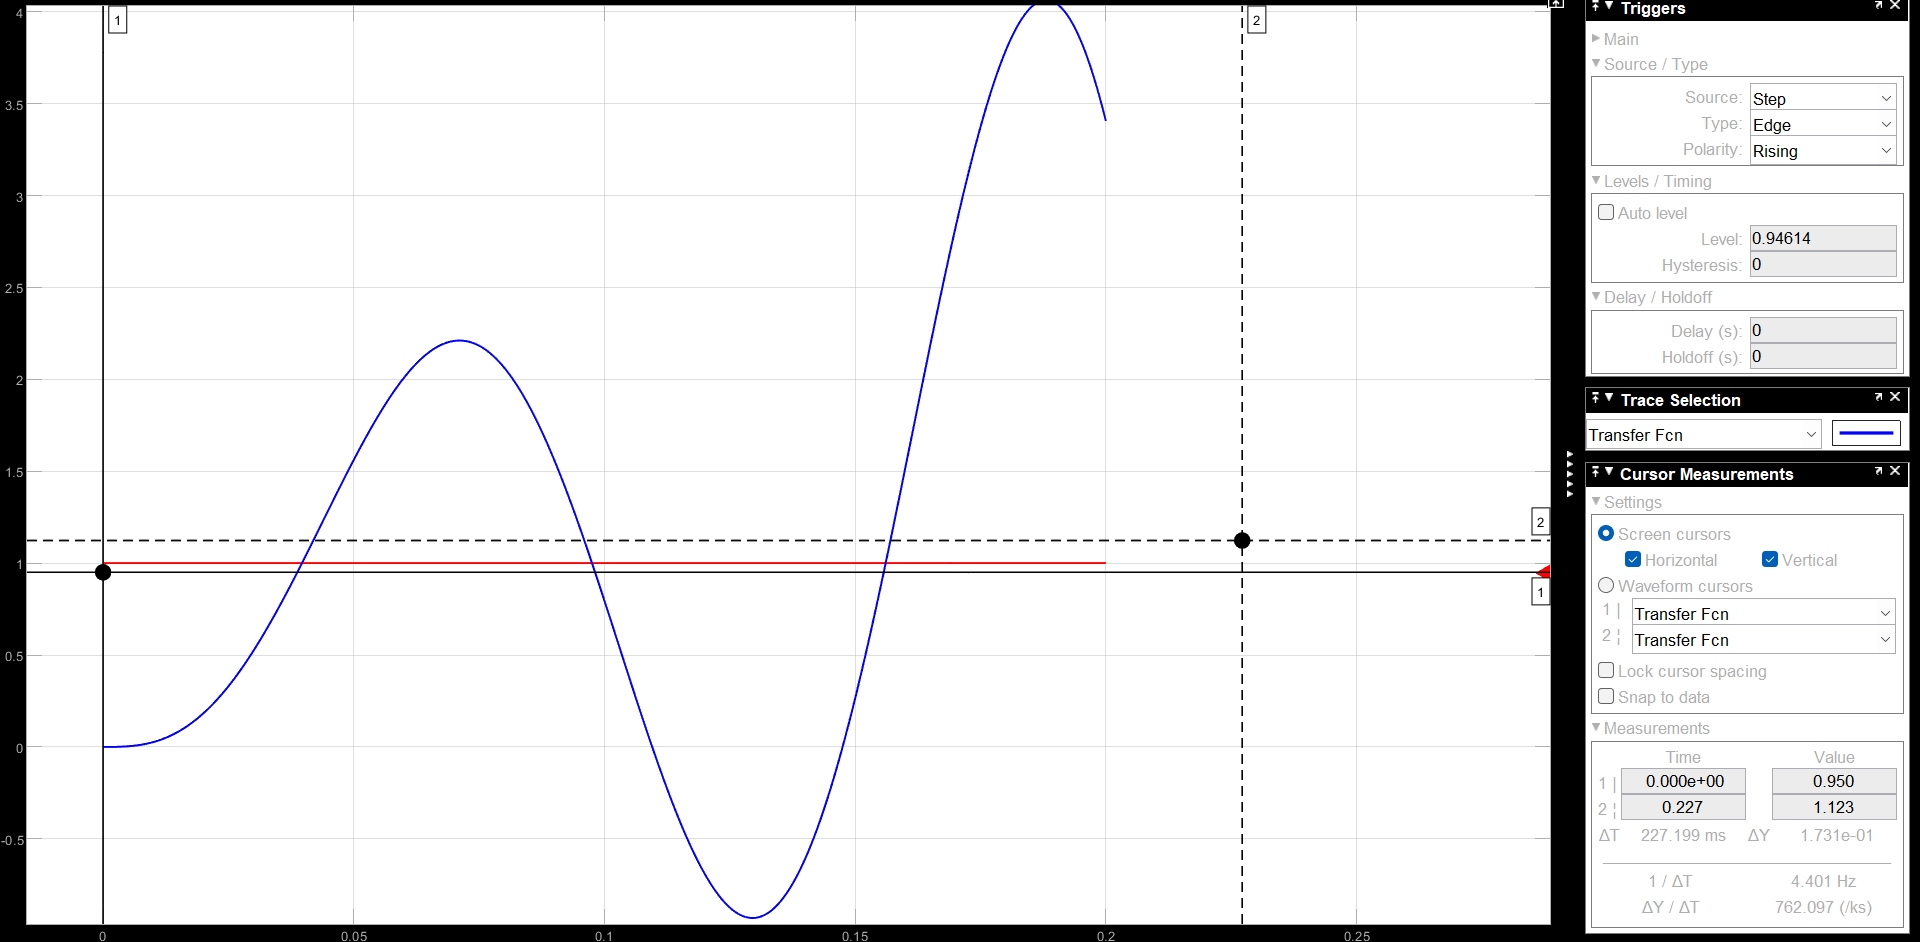 4
3.5
3
2.5
2
1.5
1
0.5
0
-0.5
0
0.05
0.1
0.15
0.2
0.25
1
2
2
1
Triggers
Main
Source / Type
Source: Step
Type: Edge
Polarity: Rising
Levels / Timing
Auto level
Level: 0.94614
Hysteresis: 0
Delay / Holdoff
Delay (s): 0
Holdoff (s): 0
Trace Selection
Transfer Fcn
Cursor Measurements
Settings
Screen cursors
Horizontal Vertical
Waveform cursors
1 | Transfer Fcn
2 ¦ Transfer Fcn
Lock cursor spacing
Snap to data
Measurements
Time Value
1 | 0.000e+00 0.950
2 ¦ 0.227 1.123
ΔT 227.199 ms ΔY 1.731e-01
1 / ΔT 4.401 Hz
ΔY / ΔT 762.097 (/ks)